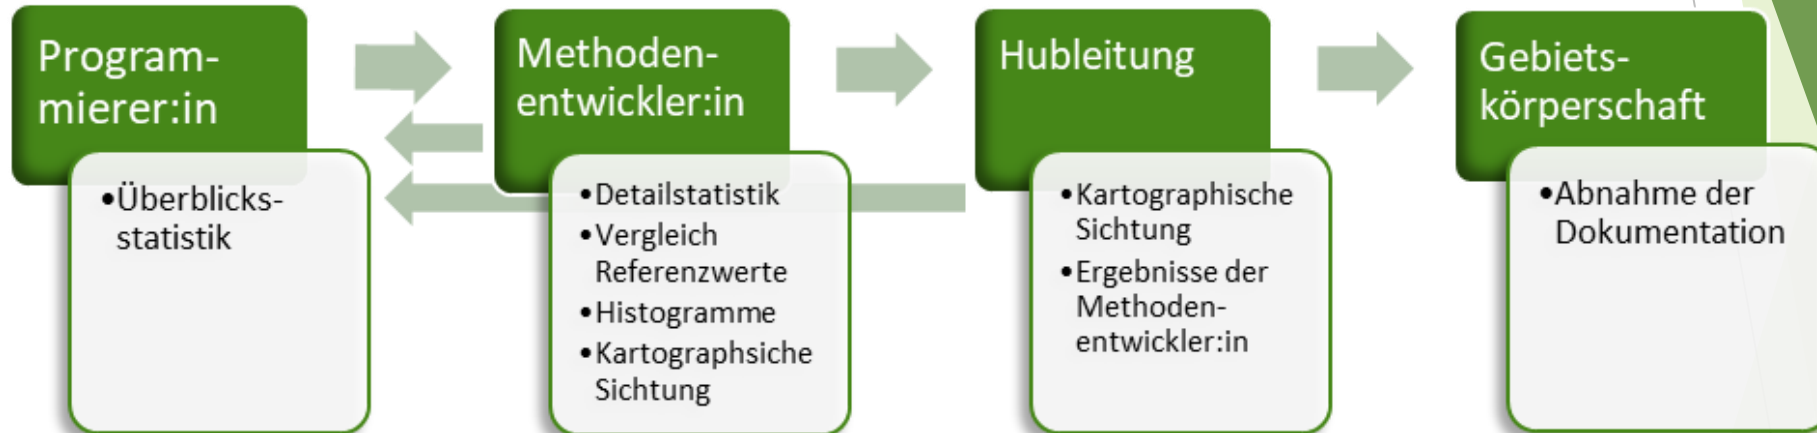 Program-
mierer:in
•Überblicks-
statistik
Methoden-
entwickler:in
•Detailstatistik
•Vergleich
Referenzwerte
•Histogramme
•Kartographsiche
Sichtung
Hubleitung
•Kartographische
Sichtung
•Ergebnisse der
Methoden-
entwickler:in
Gebiets-
körperschaft
•Abnahme der
Dokumentation